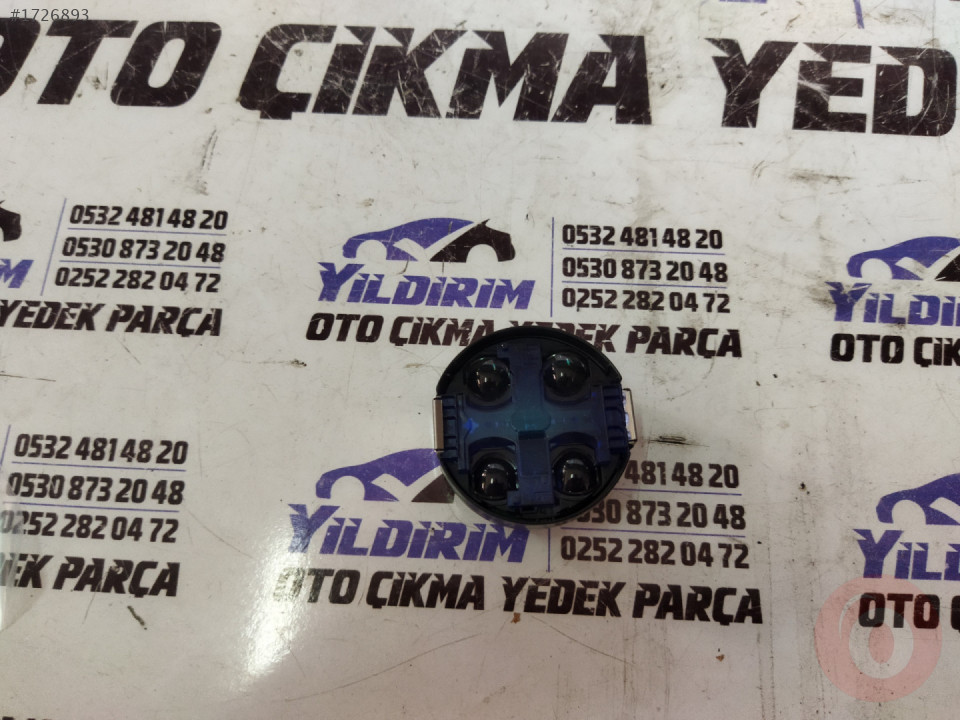 #1726893
OTO ÇIKMA YED
0532 481 48 20
0530 873 20 48
0252 282 04 72
YEDEK PARÇA
0532 481 48 20
0530 873 20 48
0252 282 04 72
YILDIRIM
OTO ÇIKMA YEDEK PARÇA
YIL
OTO ÇIK
0532 481 48 20
0530 873 20 48
0252 282 04 72
EK PARÇA
481 48 20
0530 873 20 48
0252 282 04 72
YILDIRIM
OTO ÇIKMA YEDEK PARÇA
YIL
OTO ÇIK